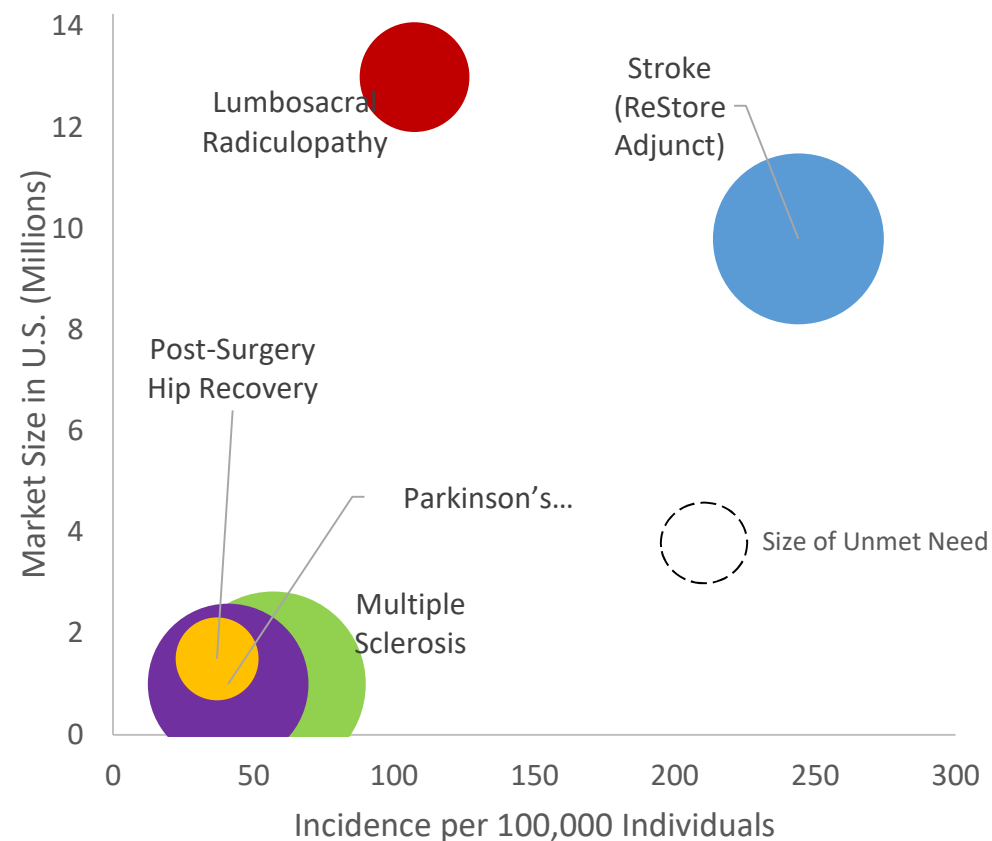 14
12
10
8
6
4
2
0
Market Size in U.S. (Millions)
Lumbosacral
Radiculopathy
Stroke
(ReStore
Adjunct)
Post-Surgery
Hip Recovery
Parkinson’s...
Size of Unmet Need
Multiple
Sclerosis
0 50 100 150 200 250 300
Incidence per 100,000 Individuals